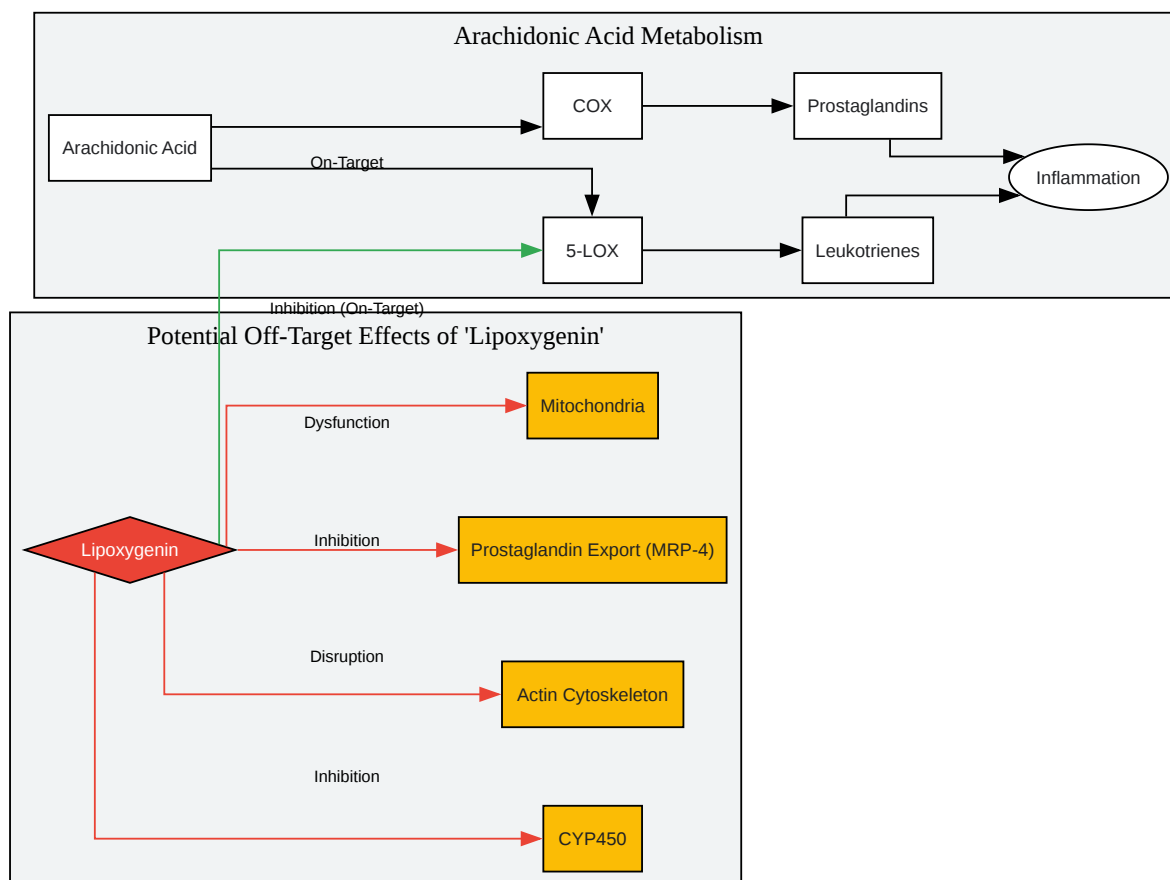 Arachidonic Acid Metabolism
COX
Prostaglandins
Arachidonic Acid
On-Target
Inflammation
5-LOX
Leukotrienes
Inhibition (On-Target)
Potential Off-Target Effects of 'Lipoxygenin'
Mitochondria
Dysfunction
Lipoxygenin
Inhibition
Prostaglandin Export (MRP-4)
Disruption
Actin Cytoskeleton
Inhibition
CYP450